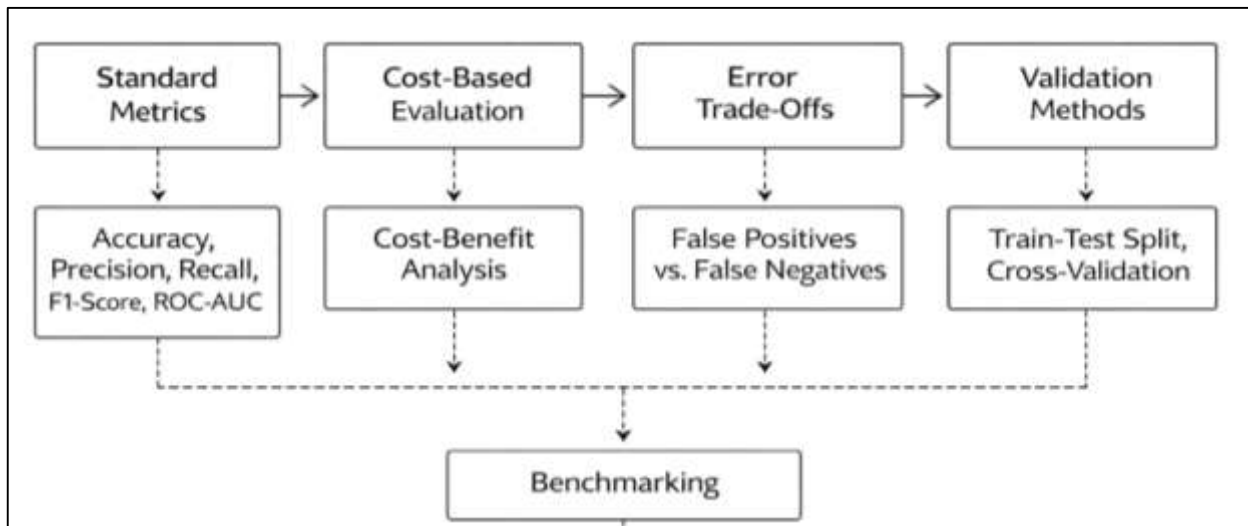 Standard
Metrics
Cost-Based
Evaluation
Error
Trade-Offs
Validation
Methods
Accuracy,
Precision, Recall,
F1-Score, ROC-AUC
Cost-Benefit
Analysis
False Positives
vs. False Negatives
Train-Test Split,
Cross-Validation
Benchmarking